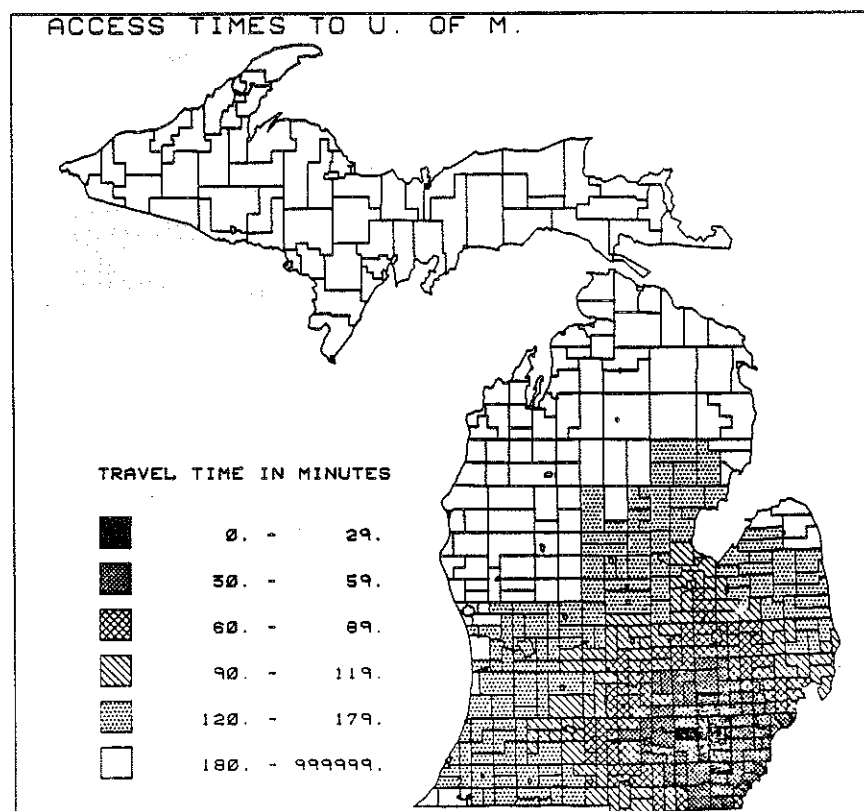 ACCESS TIMES TO U. OF M.
TRAVEL TIME IN MINUTES
0. - 29.
30. - 59.
60. - 89.
90. - 119.
120. - 179.
180. - 999999.